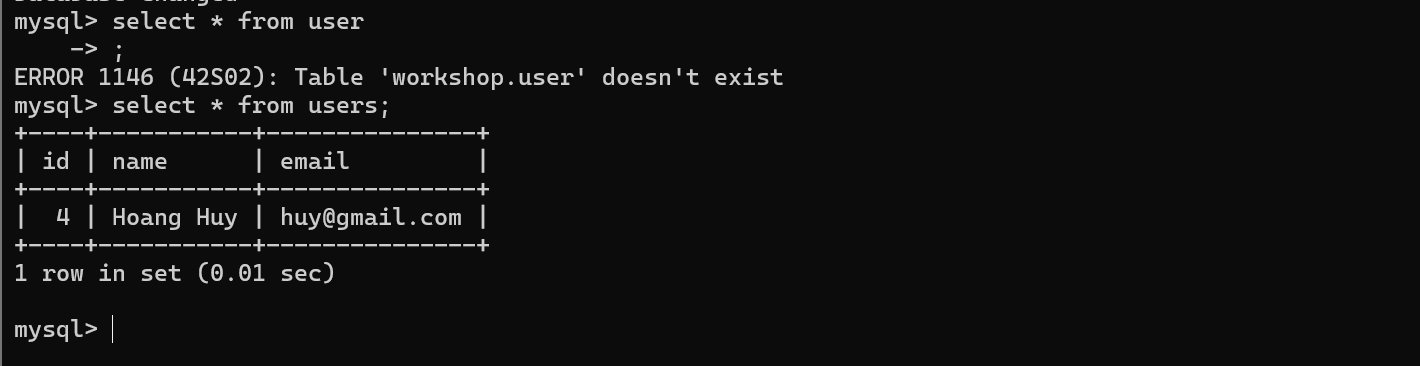 mysql> select * from user
    -> ;
ERROR 1146 (42S02): Table 'workshop.user' doesn't exist
mysql> select * from users;
+----+-----------+---------------+
| id | name      | email         |
+----+-----------+---------------+
|  4 | Hoang Huy | huy@gmail.com |
+----+-----------+---------------+
1 row in set (0.01 sec)

mysql>